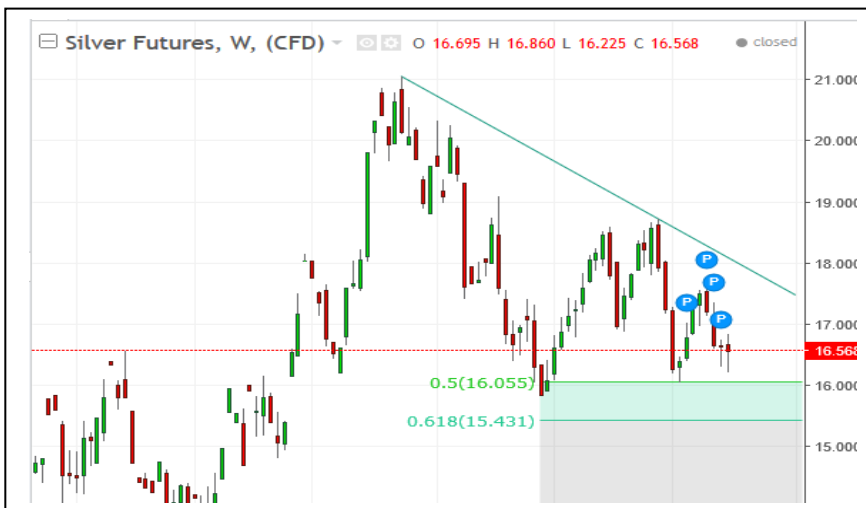 Silver Futures, W, (CFD) O 16.695 H 16.860 L 16.225 C 16.568 closed
21.000
20.000
19.000
18.000
P
P
P
P
17.000
16.568
0.5(16.055)
16.000
0.618(15.431)
15.000